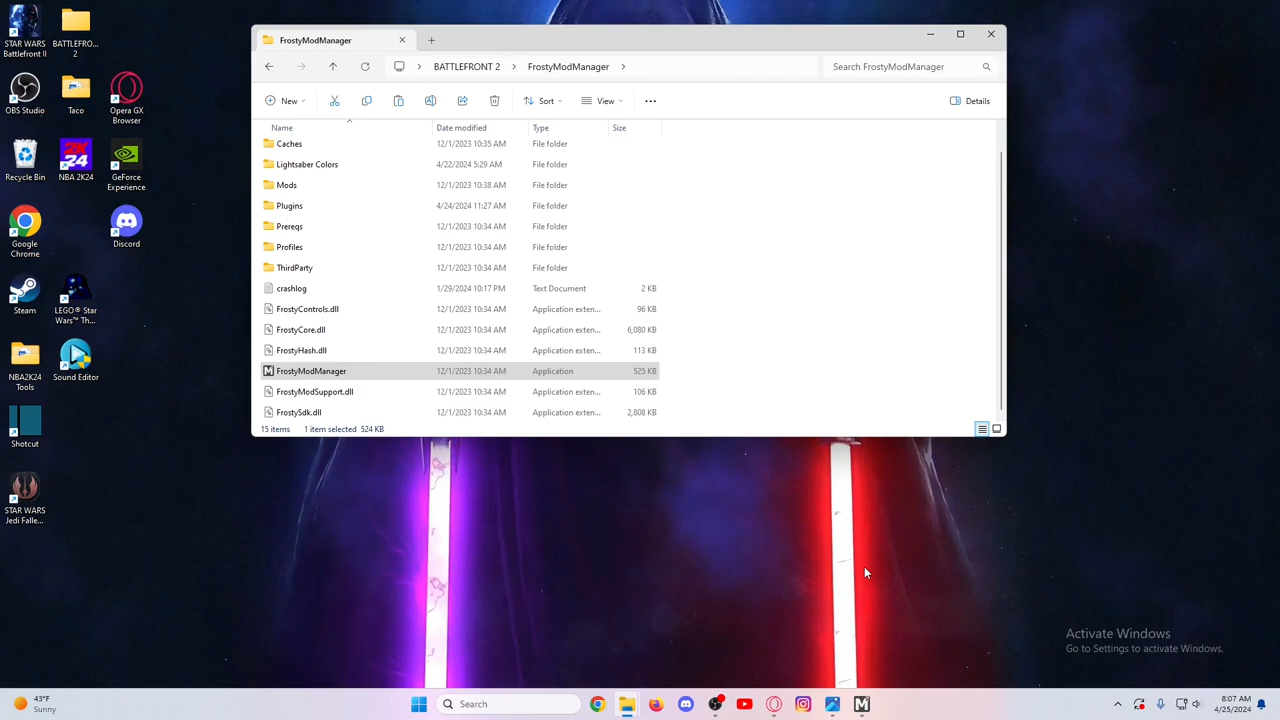 STAR WARS
Battlefront II
BATTLEFRO...
2
OBS Studio
Taco
Opera GX
Browser
Recycle Bin
NBA 2K24
GeForce
Experience
Google
Chrome
Discord
Steam
LEGO® Star
Wars™ Th...
NBA2K24
Tools
Sound Editor
Shotcut
STAR WARS
Jedi Falle...
FrostyModManager
BATTLEFRONT 2 FrostyModManager
Search FrostyModManager
New
Sort
View
Details
Name Date modified Type Size
Caches 12/1/2023 10:35 AM File folder
Lightsaber Colors 4/22/2024 5:29 AM File folder
Mods 12/1/2023 10:38 AM File folder
Plugins 4/24/2024 11:27 AM File folder
Prereqs 12/1/2023 10:34 AM File folder
Profiles 12/1/2023 10:34 AM File folder
ThirdParty 12/1/2023 10:34 AM File folder
crashlog 1/29/2024 10:17 PM Text Document 2 KB
FrostyControls.dll 12/1/2023 10:34 AM Application exten... 96 KB
FrostyCore.dll 12/1/2023 10:34 AM Application exten... 6,080 KB
FrostyHash.dll 12/1/2023 10:34 AM Application exten... 113 KB
FrostyModManager 12/1/2023 10:34 AM Application 525 KB
FrostyModSupport.dll 12/1/2023 10:34 AM Application exten... 106 KB
FrostySdk.dll 12/1/2023 10:34 AM Application exten... 2,808 KB
15 items 1 item selected 524 KB
Activate Windows
Go to Settings to activate Windows.
43°F
Sunny
Search
8:07 AM
4/25/2024